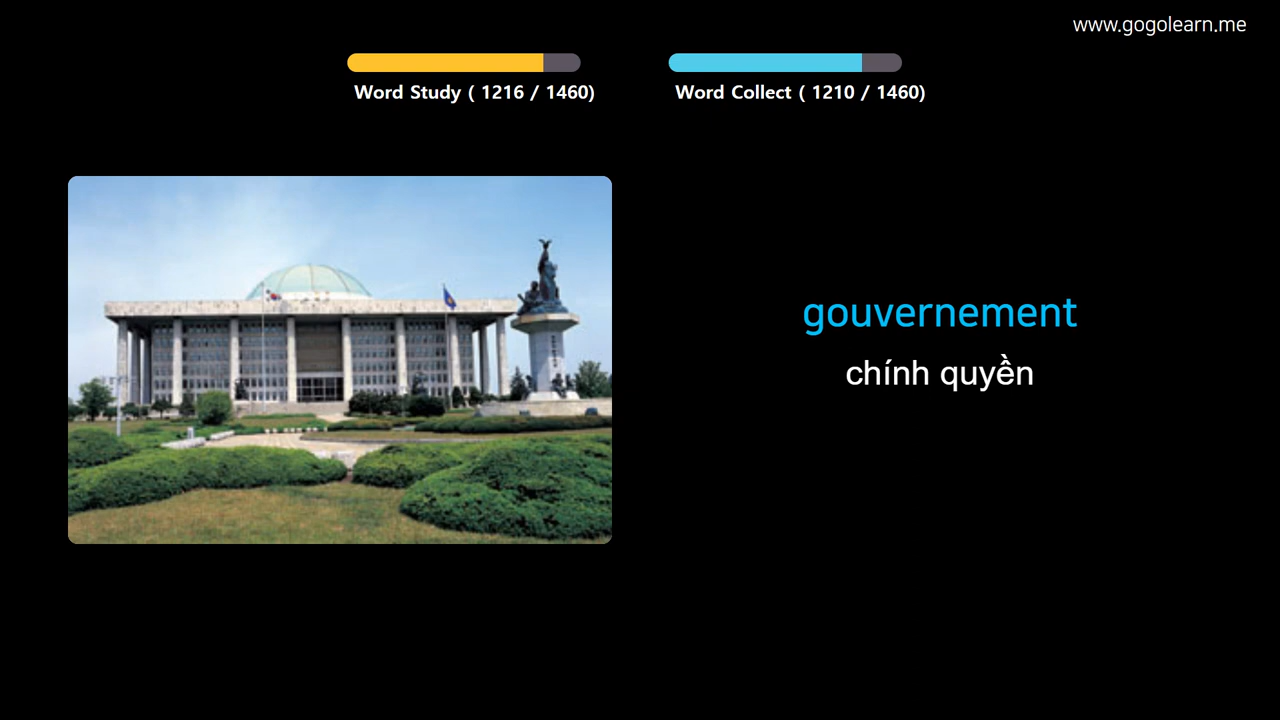 www.gogolearn.me
Word Study ( 1216 / 1460)
Word Collect ( 1210 / 1460)
gouvernement
chính quyền